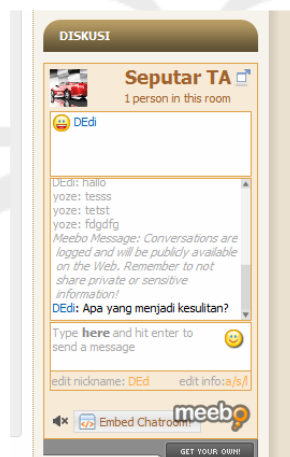 DISKUSI
Seputar TA
1 person in this room
DEdi
DEdi: hallo
yoze: tesss
yoze: tetst
yoze: fdgdfg
Meebo Message: Conversations are
logged and will be publicly available
on the Web. Remember to not
share private or sensitive
information!
DEdi: Apa yang menjadi kesulitan?
Type here and hit enter to
send a message
edit nickname: DEd
edit info:a/s/l
Embed Chatroom!
meebo
GET YOUR OWN!